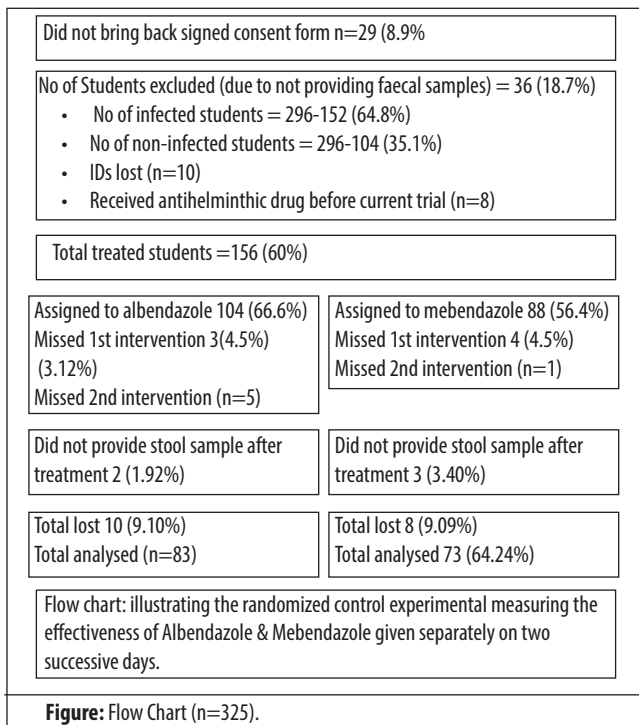 Did not bring back signed consent form n=29 (8.9%
No of Students excluded (due to not providing faecal samples) = 36 (18.7%)
• No of infected students = 296-152 (64.8%)
• No of non-infected students = 296-104 (35.1%)
• IDs lost (n=10)
• Received antihelminthic drug before current trial (n=8)
Total treated students =156 (60%)
Assigned to albendazole 104 (66.6%)
Missed 1st intervention 3(4.5%)
(3.12%)
Missed 2nd intervention (n=5)
Assigned to mebendazole 88 (56.4%)
Missed 1st intervention 4 (4.5%)
Missed 2nd intervention (n=1)
Did not provide stool sample after
treatment 2 (1.92%)
Did not provide stool sample after
treatment 3 (3.40%)
Total lost 10 (9.10%)
Total analysed (n=83)
Total lost 8 (9.09%)
Total analysed 73 (64.24%)
Flow chart: illustrating the randomized control experimental measuring the
effectiveness of Albendazole & Mebendazole given separately on two
successive days.
Figure: Flow Chart (n=325).